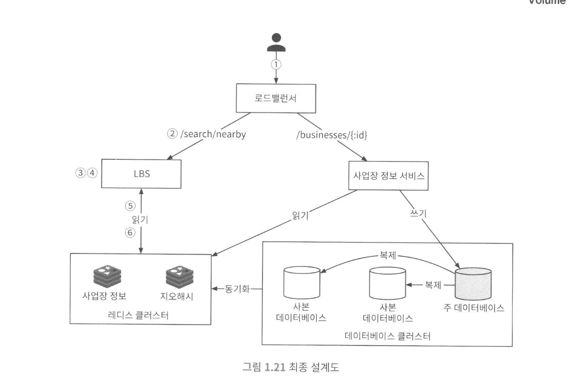 Volume
①
로드밸런서
② /search/nearby
/businesses/{:id}
③④
LBS
사업장 정보 서비스
⑤
읽기
⑥
읽기
쓰기
복제
복제
사업장 정보
지오해시
레디스 클러스터
동기화
사본
데이터베이스
사본
데이터베이스
주 데이터베이스
데이터베이스 클러스터
그림 1.21 최종 설계도